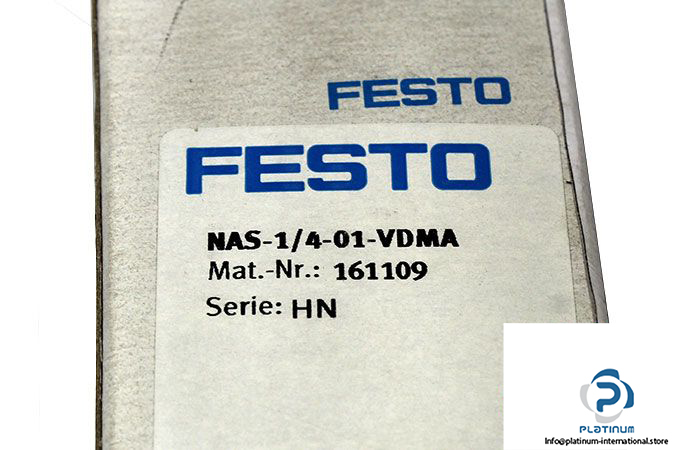 FESTO
FESTO
NAS-1/4-01-VDMA
Mat.-Nr.: 161109
Serie: HN
PLATINUM
Info@platinum-international.store